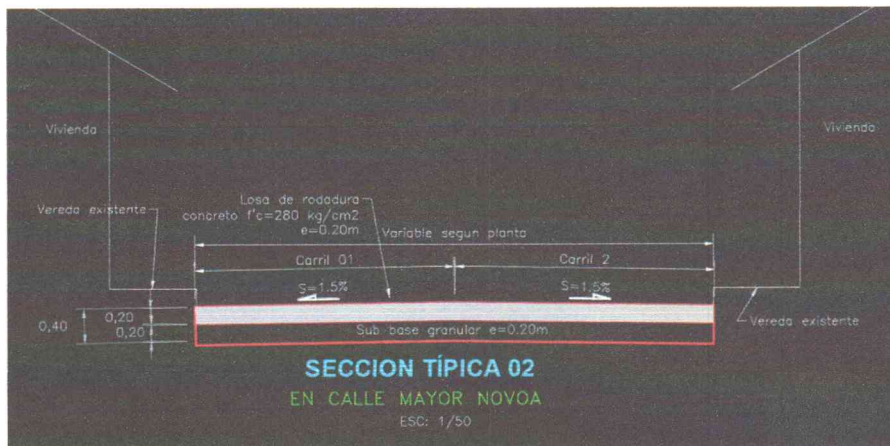 Vivienda
Vivienda
Vereda existente
Losa de rodadura
concreto f'c=280 kg/cm2
e=0.20m
Variable segun planta
Carril 01
Carril 2
S=1.5%
S=1.5%
0,40
0,20
0,20
Sub base granular e=0.20m
Vereda existente
SECCION TÍPICA 02
EN CALLE MAYOR NOVOA
ESC: 1/50